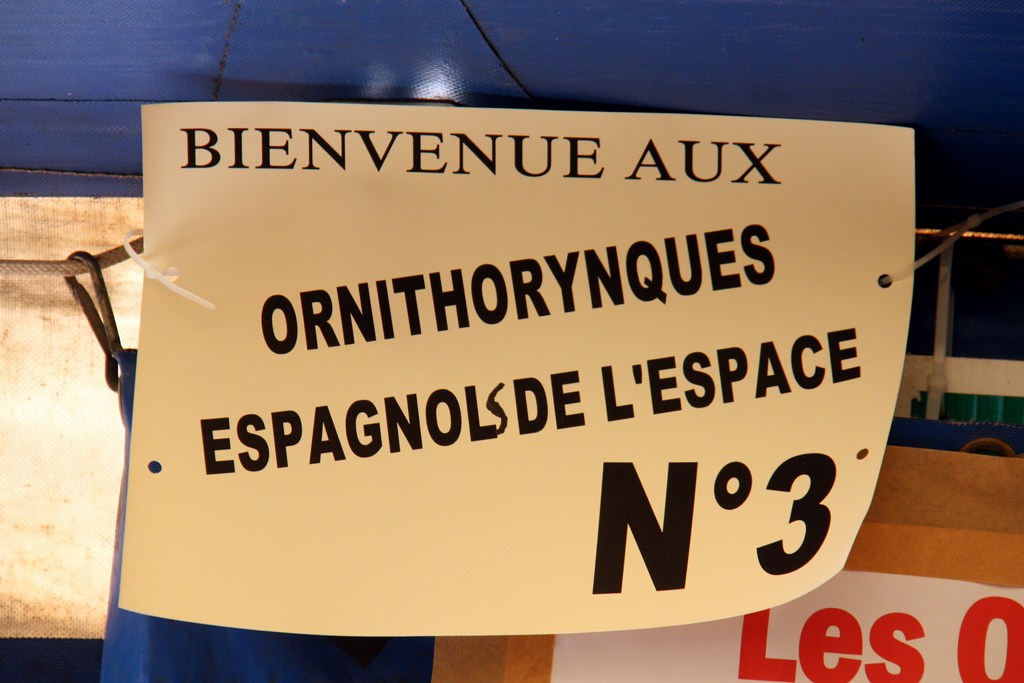 BIENVENUE AUX
ORNITHORYNQUES
ESPAGNOLS DE L'ESPACE
N°3
Les